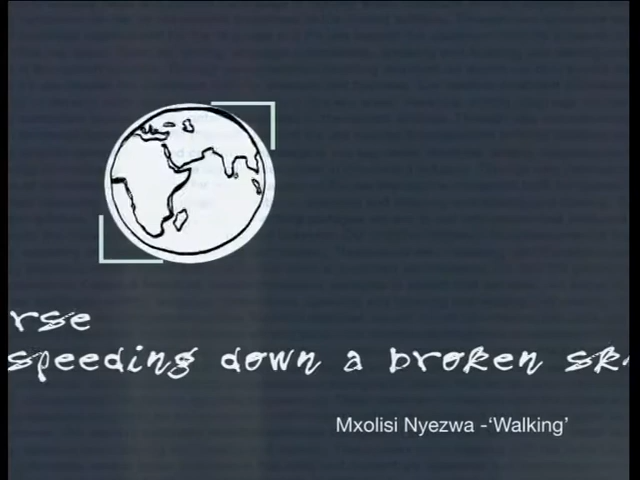 rse
speeding down a broken sk
Mxolisi Nyezwa -‘Walking’